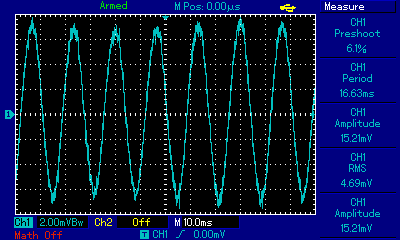 Armed
M Pos: 0.00µs
Measure
CH1
Preshoot
6.1%
CH1
Period
16.63ms
CH1
Amplitude
15.21mV
CH1
RMS
4.69mV
CH1
Amplitude
15.21mV
1
Ch1 2.00mVBw Ch2 Off M 10.0ms
Math Off T CH1 0.00mV